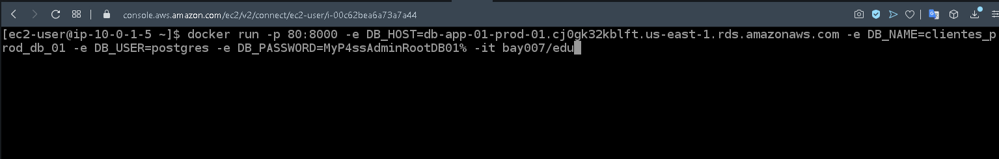 console.aws.amazon.com/ec2/v2/connect/ec2-user/i-00c62bea6a73a7a44
[ec2-user@ip-10-0-1-5 ~]$ docker run -p 80:8000 -e DB_HOST=db-app-01-prod-01.cj0gk32kblft.us-east-1.rds.amazonaws.com -e DB_NAME=clientes_p
rod_db_01 -e DB_USER=postgres -e DB_PASSWORD=MyP4ssAdminRootDB01% -it bay007/edu